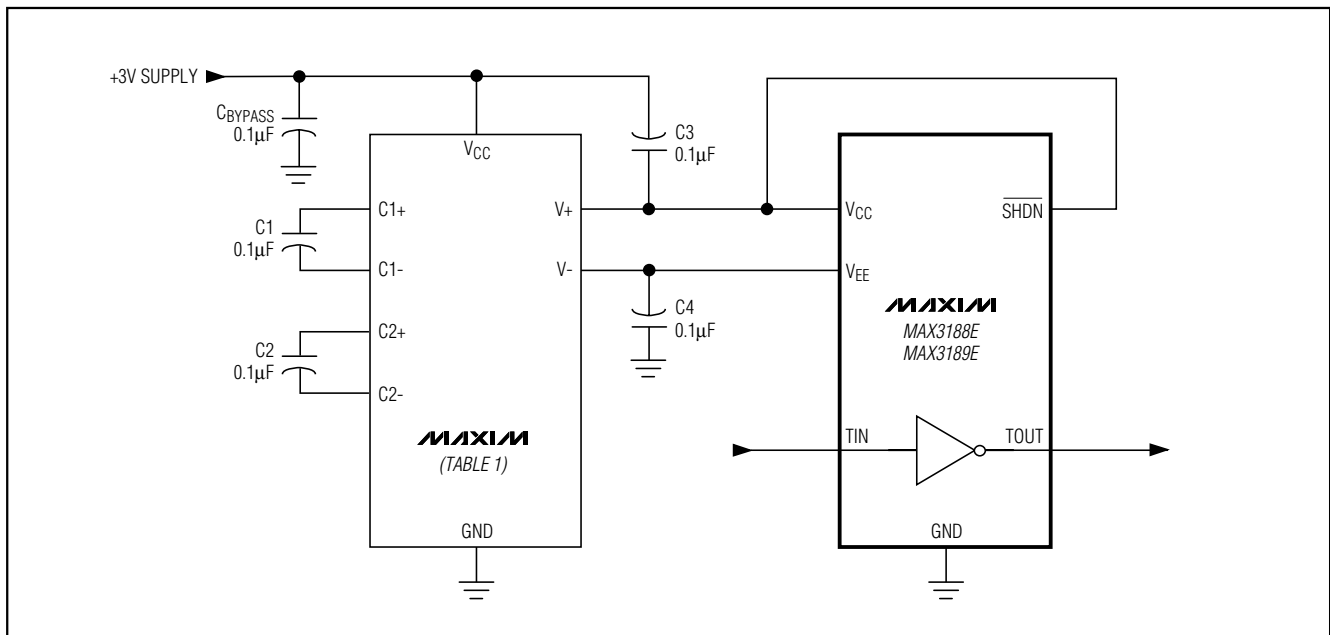 +3V SUPPLY
CBYPASS
0.1μF
C3
0.1μF
VCC
C1+
V+
VCC
SHDN
C1
0.1μF
C1-
V-
VEE
C4
0.1μF
MAXIM
MAX3188E
MAX3189E
C2+
C2
0.1μF
C2-
MAXIM
(TABLE 1)
TIN
TOUT
GND
GND